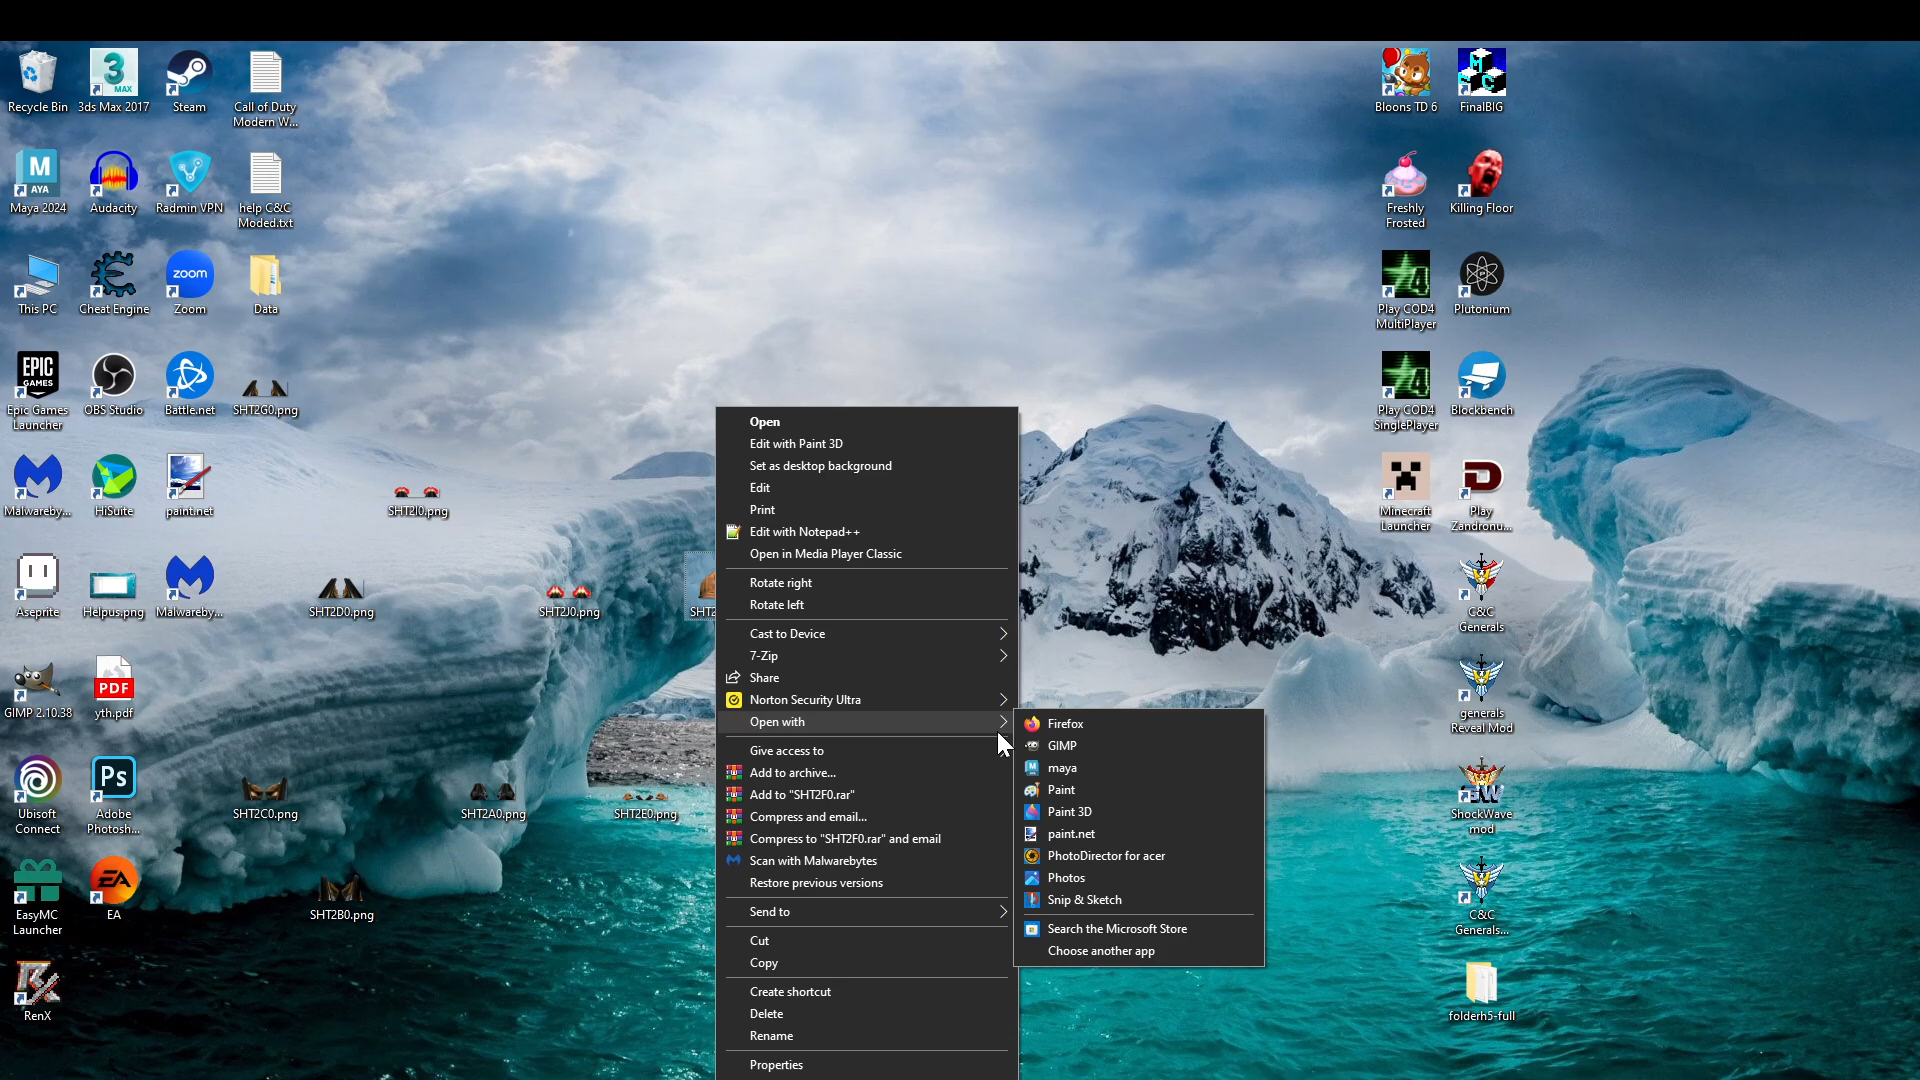 Recycle Bin
3ds Max 2017
Steam
Call of Duty
Modern W...
Bloons TD 6
FinalBIG
Maya 2024
Audacity
Radmin VPN
help C&C
Moded.txt
Freshly
Frosted
Killing Floor
This PC
Cheat Engine
zoom
Zoom
Data
Play COD4
MultiPlayer
Plutonium
EPIC
GAMES
Epic Games
Launcher
OBS Studio
Battle.net
SHT2G0.png
Play COD4
SinglePlayer
Blockbench
Malwareby...
HiSuite
paint.net
SHT2I0.png
Minecraft
Launcher
Play
Zandronu...
Aseprite
Helpus.png
Malwareby...
SHT2D0.png
SHT2J0.png
SHT2
C&C
Generals
GIMP 2.10.38
PDF
yth.pdf
generals
Reveal Mod
Ubisoft
Connect
Ps
Adobe
Photosh...
SHT2C0.png
SHT2A0.png
SHT2E0.png
ShockWave
mod
EasyMC
Launcher
EA
EA
SHT2B0.png
C&C
Generals...
RenX
folderh5-full
Open
Edit with Paint 3D
Set as desktop background
Edit
Print
Edit with Notepad++
Open in Media Player Classic
Rotate right
Rotate left
Cast to Device
7-Zip
Share
Norton Security Ultra
Open with
Give access to
Add to archive...
Add to "SHT2F0.rar"
Compress and email...
Compress to "SHT2F0.rar" and email
Scan with Malwarebytes
Restore previous versions
Send to
Cut
Copy
Create shortcut
Delete
Rename
Properties
Firefox
GIMP
maya
Paint
Paint 3D
paint.net
PhotoDirector for acer
Photos
Snip & Sketch
Search the Microsoft Store
Choose another app